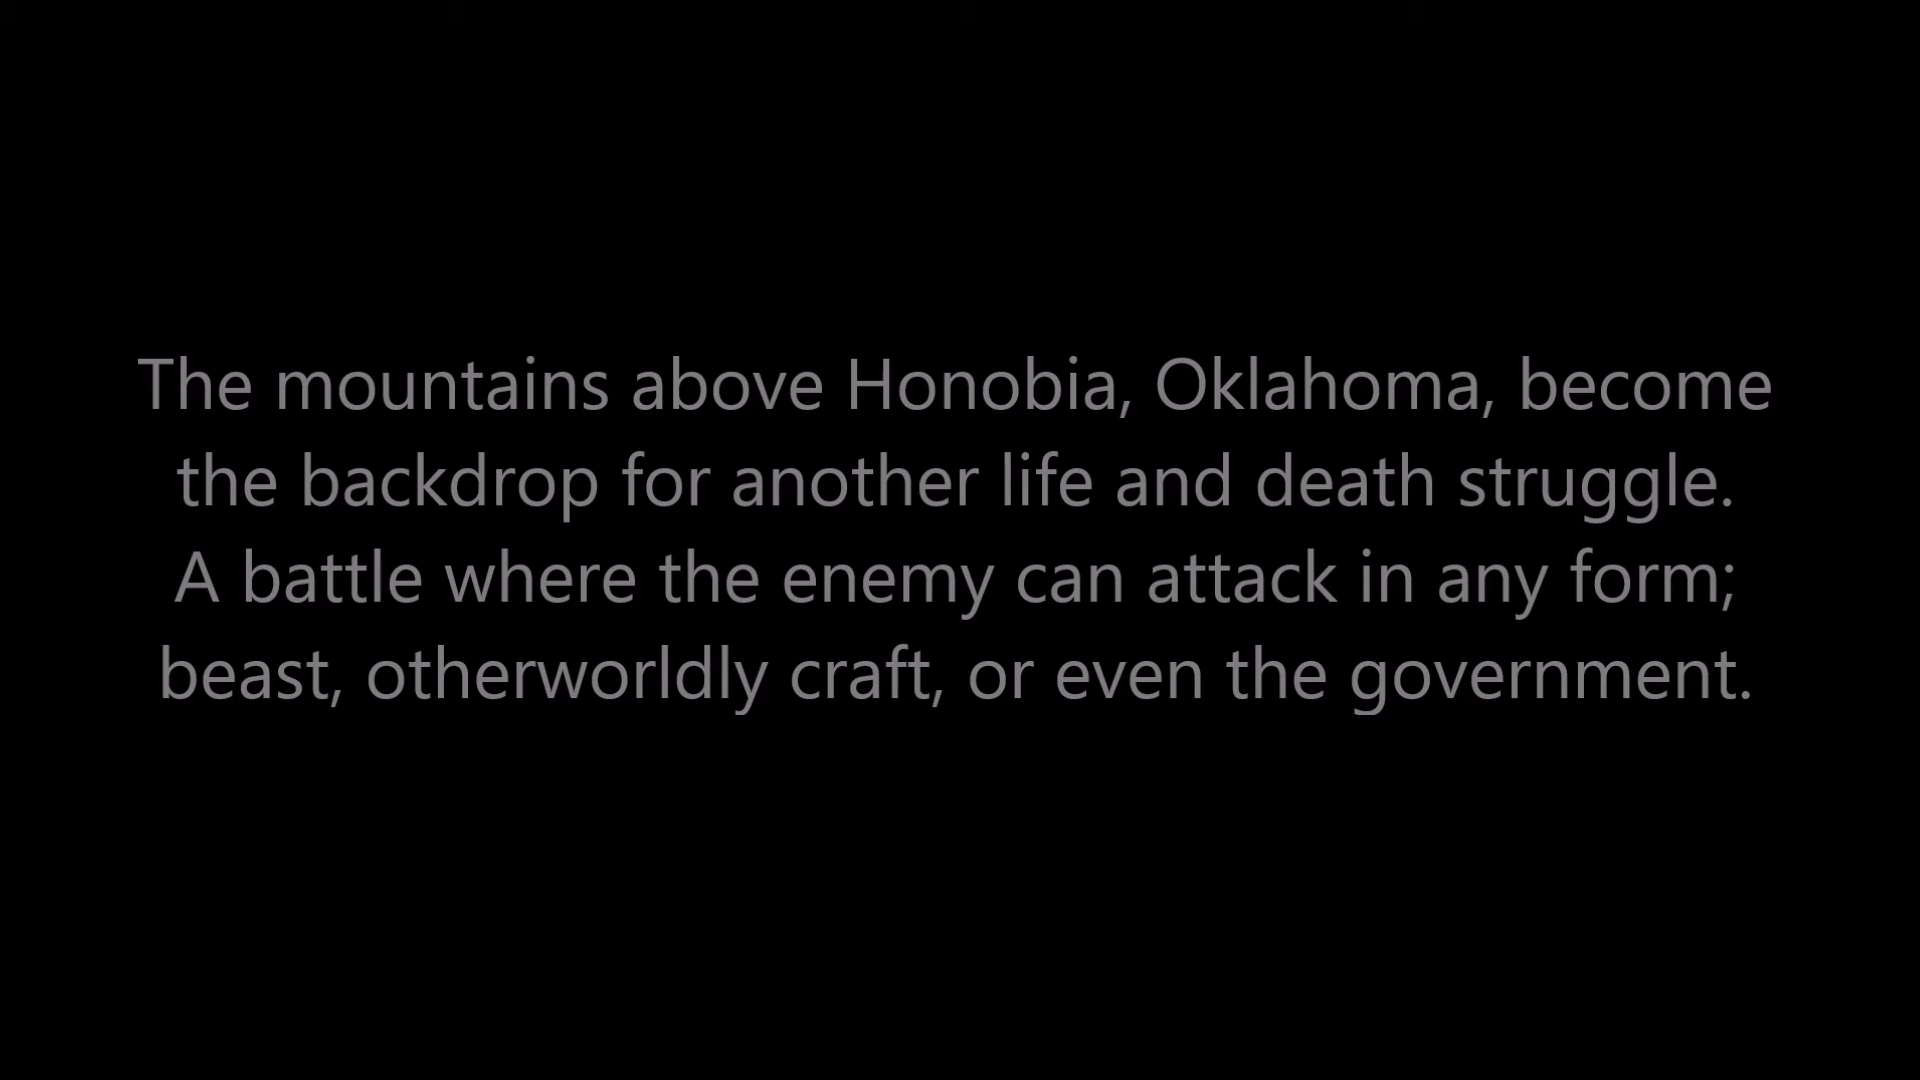 The mountains above Honobia, Oklahoma, become
the backdrop for another life and death struggle.
A battle where the enemy can attack in any form;
beast, otherworldly craft, or even the government.